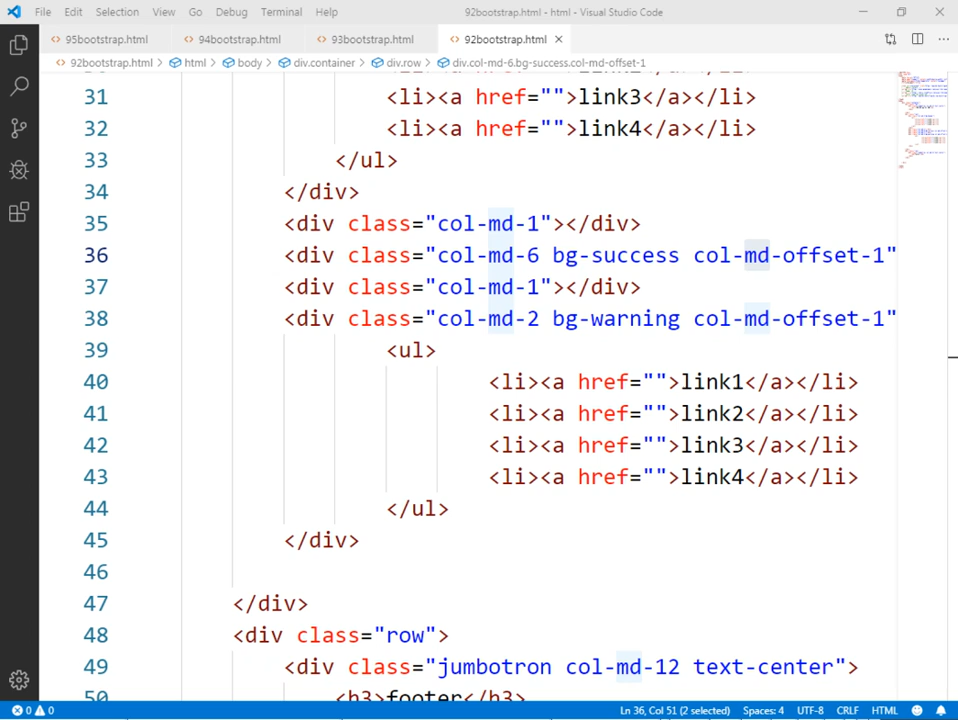 File Edit Selection View Go Debug Terminal Help 92bootstrap.html - html - Visual Studio Code
<> 95bootstrap.html <> 94bootstrap.html <> 93bootstrap.html <> 92bootstrap.html ×
<> 92bootstrap.html › html › body › div.container › div.row › div.col-md-6.bg-success.col-md-offset-1
31 <li><a href="">link3</a></li>
32 <li><a href="">link4</a></li>
33 </ul>
34 </div>
35 <div class="col-md-1"></div>
36 <div class="col-md-6 bg-success col-md-offset-1"
37 <div class="col-md-1"></div>
38 <div class="col-md-2 bg-warning col-md-offset-1"
39 <ul>
40 <li><a href="">link1</a></li>
41 <li><a href="">link2</a></li>
42 <li><a href="">link3</a></li>
43 <li><a href="">link4</a></li>
44 </ul>
45 </div>
46
47 </div>
48 <div class="row">
49 <div class="jumbotron col-md-12 text-center">
50 <h3>footer</h3>
0 0 Ln 36, Col 51 (2 selected) Spaces: 4 UTF-8 CRLF HTML